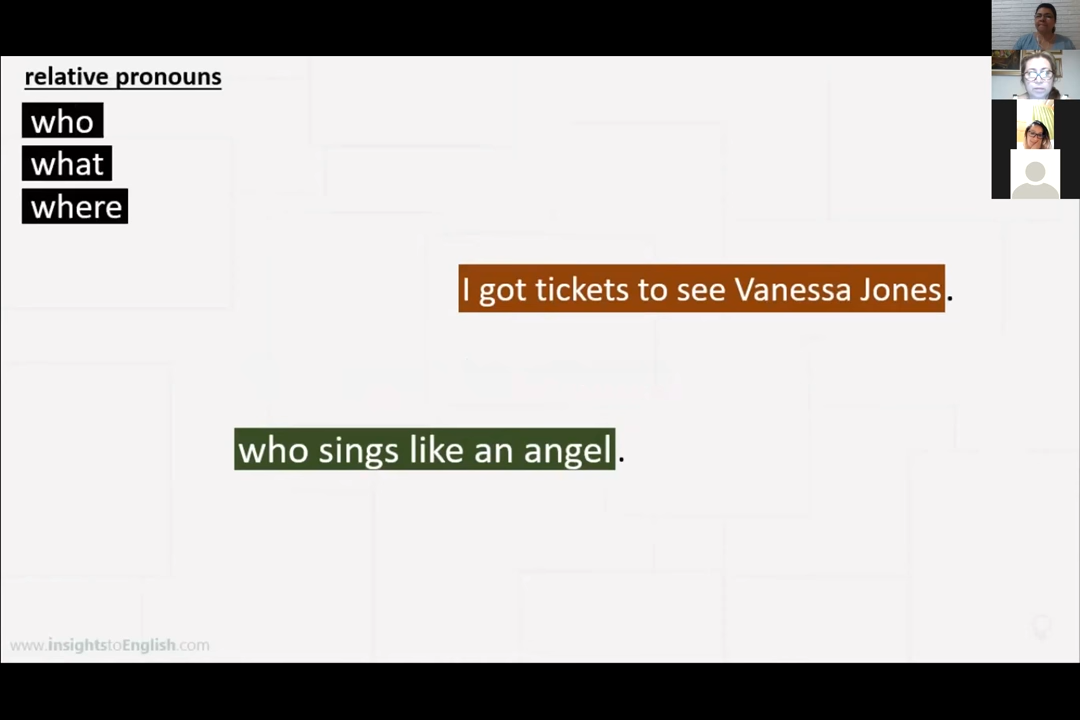 relative pronouns
who
what
where
I got tickets to see Vanessa Jones.
who sings like an angel.
www.insightstoEnglish.com